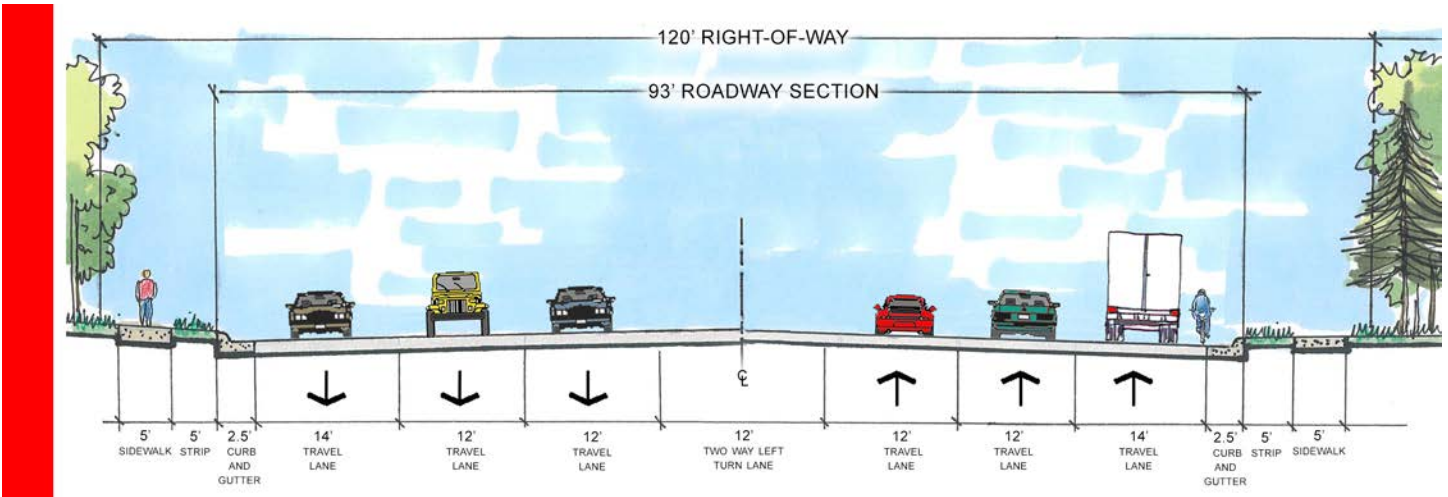 120' RIGHT-OF-WAY
93' ROADWAY SECTION
℄
5'
SIDEWALK
5'
STRIP
2.5'
CURB
AND
GUTTER
14'
TRAVEL
LANE
12'
TRAVEL
LANE
12'
TRAVEL
LANE
12'
TWO WAY LEFT
TURN LANE
12'
TRAVEL
LANE
12'
TRAVEL
LANE
14'
TRAVEL
LANE
2.5'
CURB
AND
GUTTER
5'
STRIP
5'
SIDEWALK